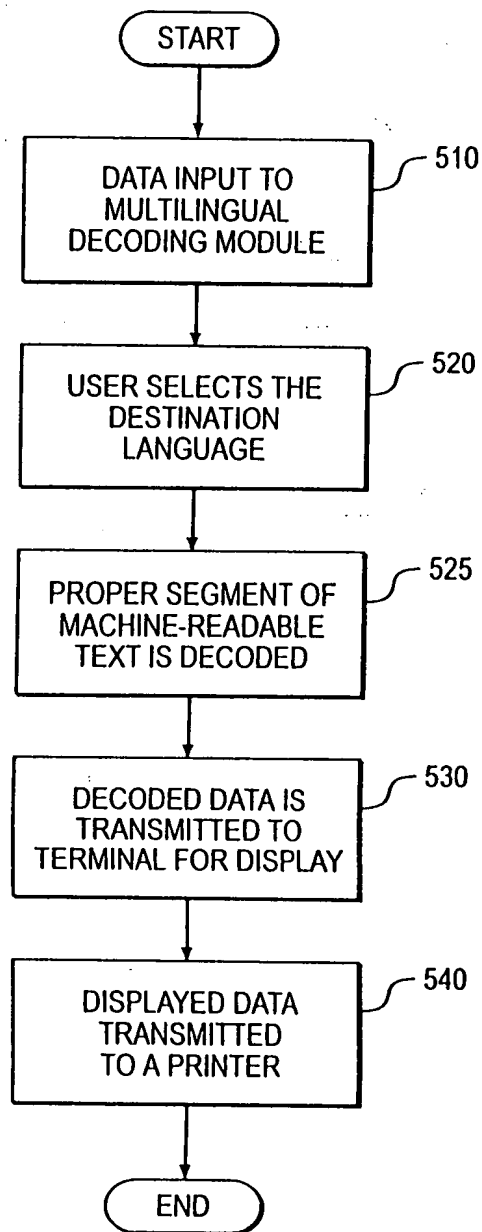 START
510
DATA INPUT TO
MULTILINGUAL
DECODING MODULE
520
USER SELECTS THE
DESTINATION
LANGUAGE
525
PROPER SEGMENT OF
MACHINE-READABLE
TEXT IS DECODED
530
DECODED DATA IS
TRANSMITTED TO
TERMINAL FOR DISPLAY
540
DISPLAYED DATA
TRANSMITTED
TO A PRINTER
END